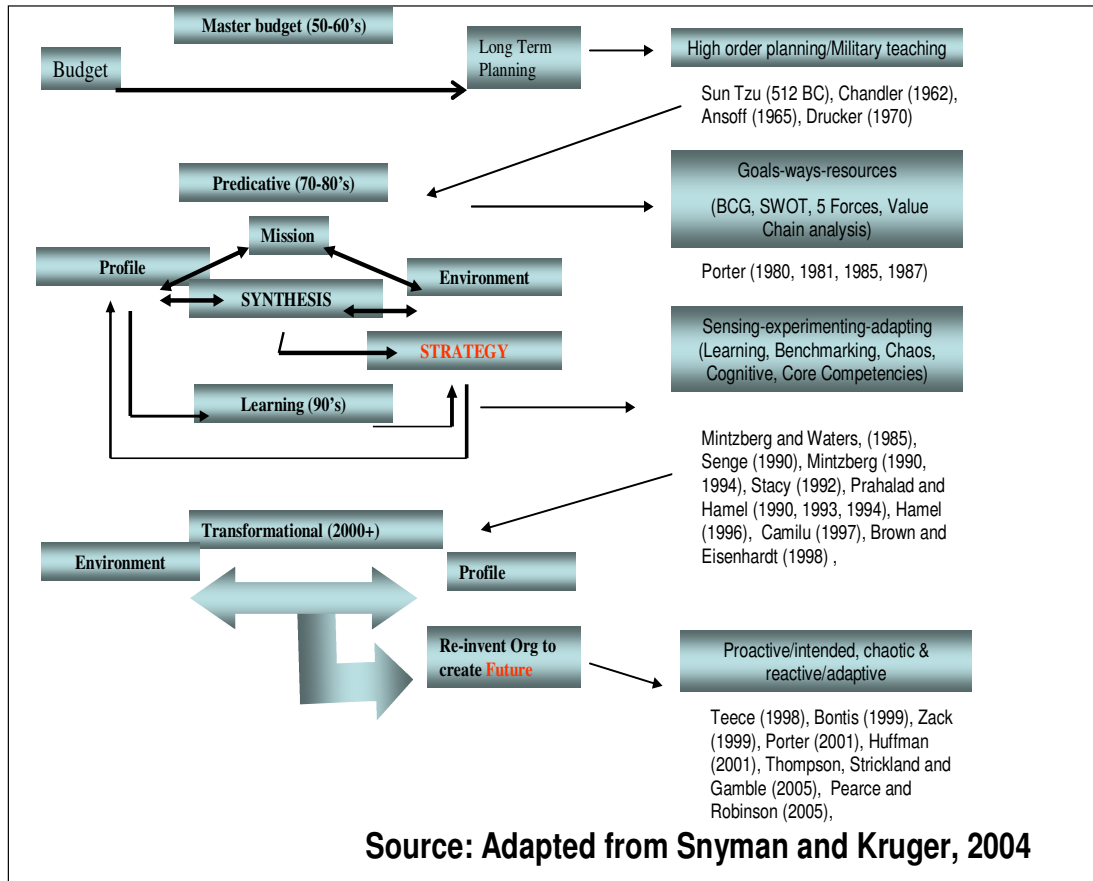 Master budget (50-60's)
Budget
Long Term
Planning
High order planning/Military teaching
Sun Tzu (512 BC), Chandler (1962),
Ansoff (1965), Drucker (1970)
Predicative (70-80's)
Goals-ways-resources
(BCG, SWOT, 5 Forces, Value
Chain analysis)
Mission
Profile
Environment
SYNTHESIS
Porter (1980, 1981, 1985, 1987)
STRATEGY
Sensing-experimenting-adapting
(Learning, Benchmarking, Chaos,
Cognitive, Core Competencies)
Learning (90's)
Mintzberg and Waters, (1985),
Senge (1990), Mintzberg (1990,
1994), Stacy (1992), Prahalad and
Hamel (1990, 1993, 1994), Hamel
(1996), Camilu (1997), Brown and
Eisenhardt (1998) ,
Transformational (2000+)
Environment
Profile
Re-invent Org to
create Future
Proactive/intended, chaotic &
reactive/adaptive
Teece (1998), Bontis (1999), Zack
(1999), Porter (2001), Huffman
(2001), Thompson, Strickland and
Gamble (2005), Pearce and
Robinson (2005),
Source: Adapted from Snyman and Kruger, 2004